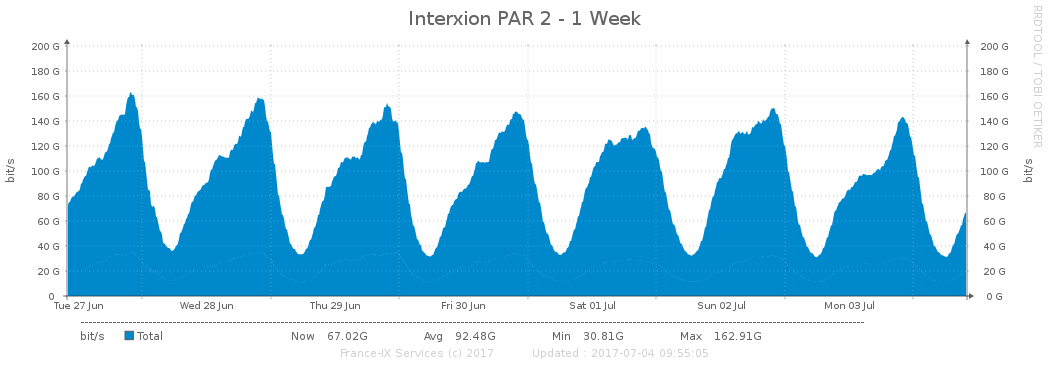 Interxion PAR 2 - 1 Week
RRDTOOL / TOBI OETIKER
bit/s
200 G
180 G
160 G
140 G
120 G
100 G
80 G
60 G
40 G
20 G
0
200 G
180 G
160 G
140 G
120 G
100 G
80 G
60 G
40 G
20 G
0 G
bit/s
Tue 27 Jun Wed 28 Jun Thu 29 Jun Fri 30 Jun Sat 01 Jul Sun 02 Jul Mon 03 Jul
bit/s Total Now 67.02G Avg 92.48G Min 30.81G Max 162.91G
France-IX Services (c) 2017 Updated : 2017-07-04 09:55:05